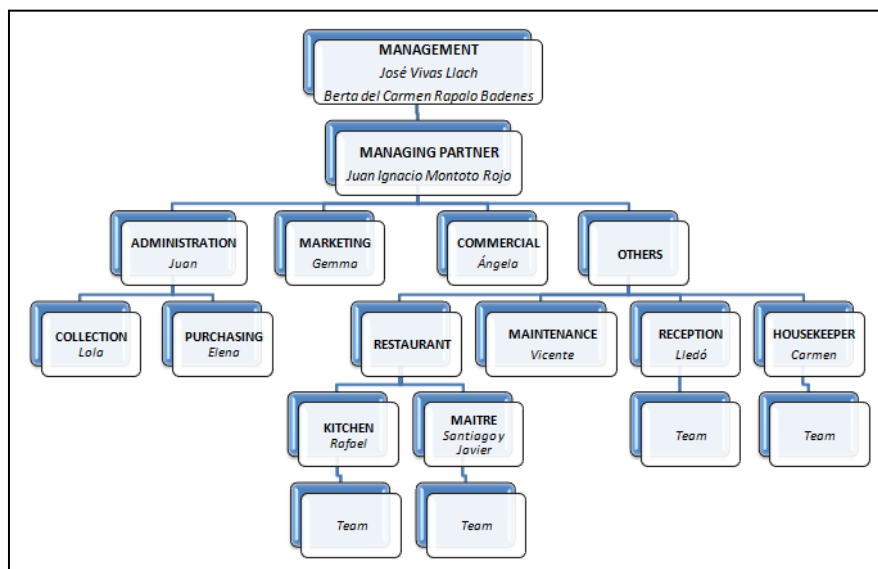 MANAGEMENT
José Vivas Llach
Berta del Carmen Rapalo Badenes
MANAGING PARTNER
Juan Ignacio Montoto Rojo
ADMINISTRATION
Juan
MARKETING
Gemma
COMMERCIAL
Ángela
OTHERS
COLLECTION
Lola
PURCHASING
Elena
RESTAURANT
MAINTENANCE
Vicente
RECEPTION
Lledó
HOUSEKEEPER
Carmen
KITCHEN
Rafael
MAITRE
Santiago y
Javier
Team
Team
Team
Team